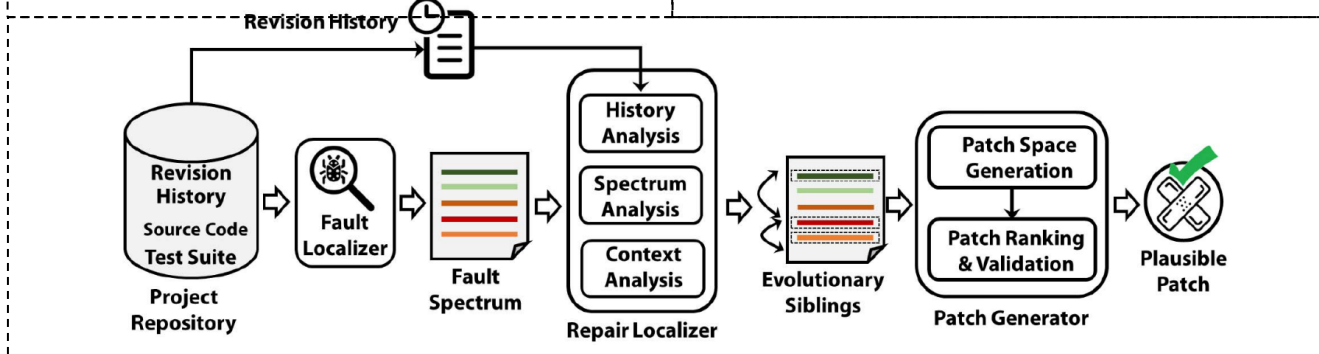 Revision History
Revision
History
Source Code
Test Suite
Project
Repository
Fault
Localizer
Fault
Spectrum
History
Analysis
Spectrum
Analysis
Context
Analysis
Repair Localizer
Evolutionary
Siblings
Patch Space
Generation
Patch Ranking
& Validation
Patch Generator
Plausible
Patch